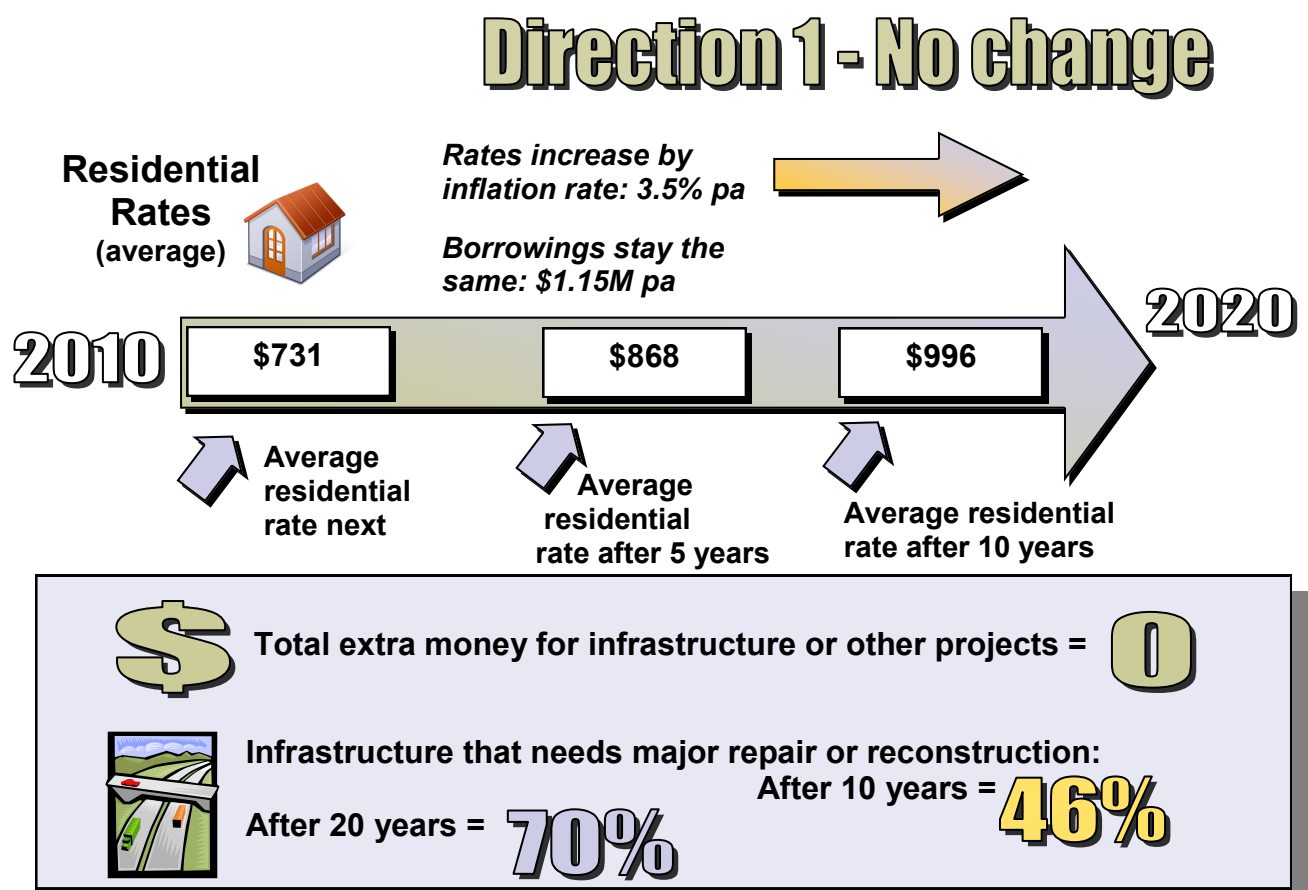 Direction 1 - No change
Residential
Rates
(average)
Rates increase by
inflation rate: 3.5% pa
Borrowings stay the
same: $1.15M pa
2010
$731
$868
$996
2020
Average
residential
rate next
Average
residential
rate after 5 years
Average residential
rate after 10 years
$
Total extra money for infrastructure or other projects = 0
Infrastructure that needs major repair or reconstruction:
After 10 years = 46%
After 20 years = 70%